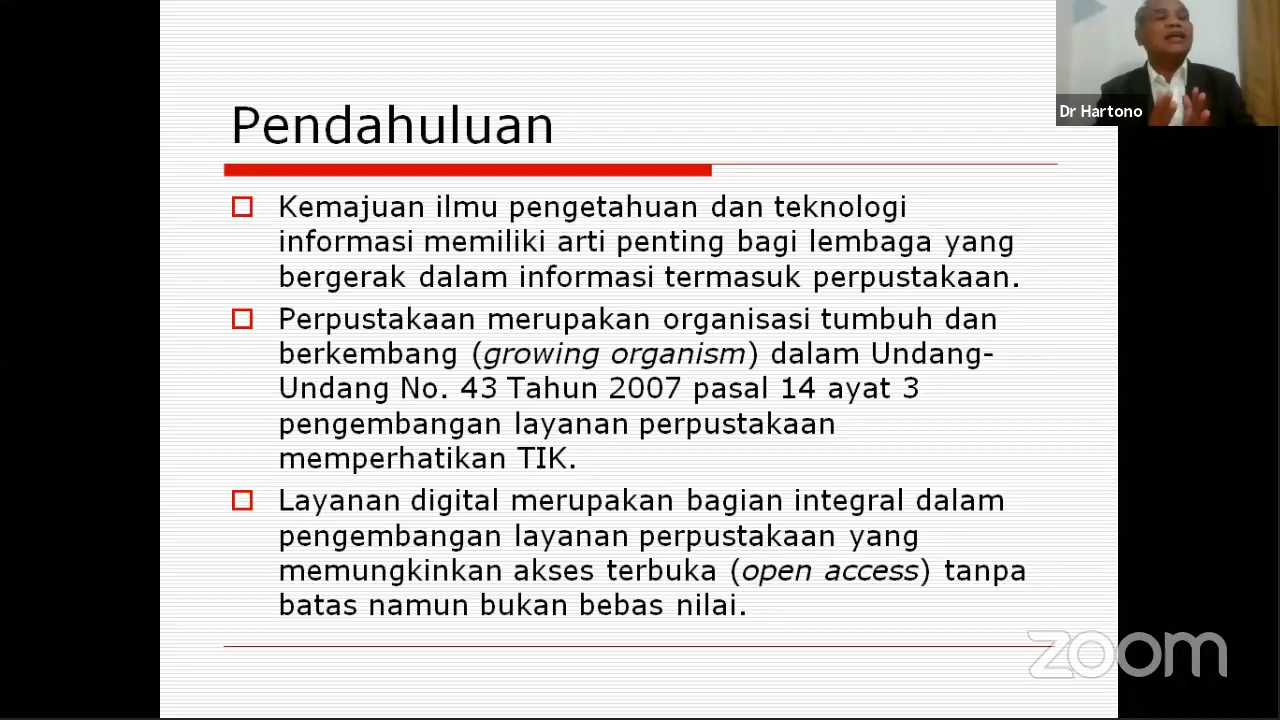 Pendahuluan
Kemajuan ilmu pengetahuan dan teknologi
informasi memiliki arti penting bagi lembaga yang
bergerak dalam informasi termasuk perpustakaan.
Perpustakaan merupakan organisasi tumbuh dan
berkembang (growing organism) dalam Undang-
Undang No. 43 Tahun 2007 pasal 14 ayat 3
pengembangan layanan perpustakaan
memperhatikan TIK.
Layanan digital merupakan bagian integral dalam
pengembangan layanan perpustakaan yang
memungkinkan akses terbuka (open access) tanpa
batas namun bukan bebas nilai.
Dr Hartono
zoom